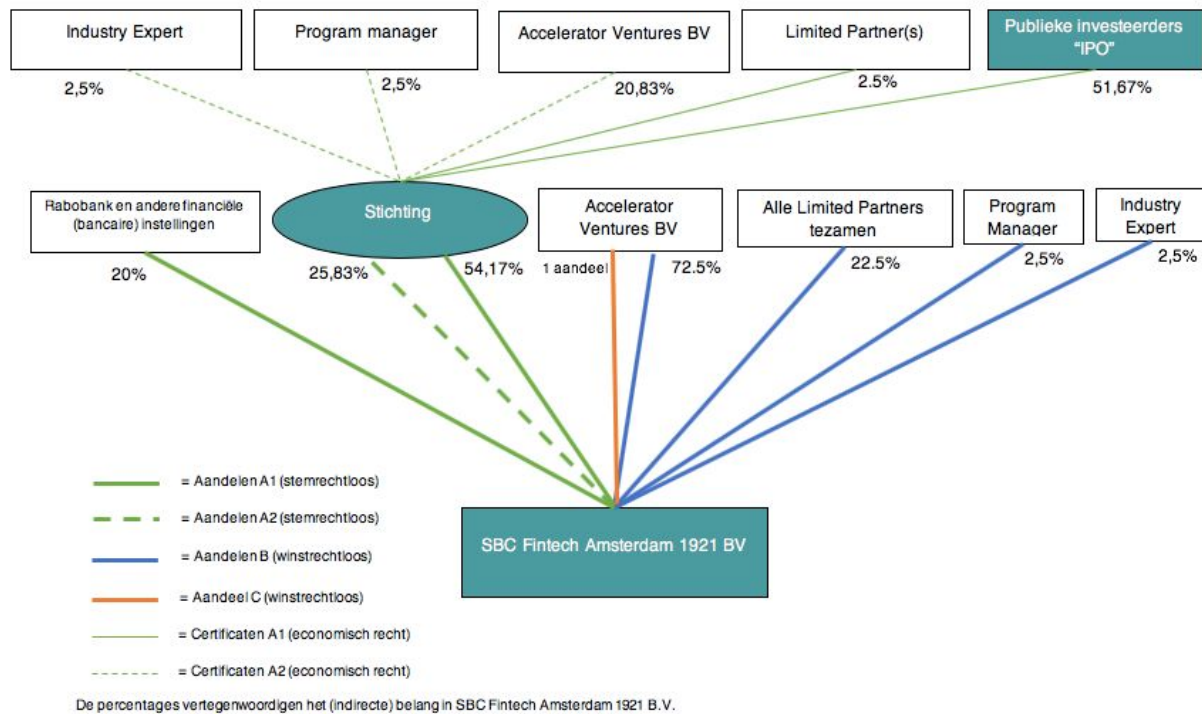 Industry Expert
Program manager
Accelerator Ventures BV
Limited Partner(s)
Publieke investeerders
“IPO”
2,5%
2,5%
20,83%
2.5%
51,67%
Rabobank en andere financiële
(bancaire) instellingen
Stichting
Accelerator
Ventures BV
Alle Limited Partners
tezamen
Program
Manager
Industry
Expert
20%
25,83%
54,17%
1 aandeel
72.5%
22.5%
2,5%
2,5%
= Aandelen A1 (stemrechtloos)
= Aandelen A2 (stemrechtloos)
= Aandelen B (winstrechtloos)
= Aandeel C (winstrechtloos)
= Certificaten A1 (economisch recht)
= Certificaten A2 (economisch recht)
SBC Fintech Amsterdam 1921 BV
De percentages vertegenwoordigen het (indirecte) belang in SBC Fintech Amsterdam 1921 B.V.